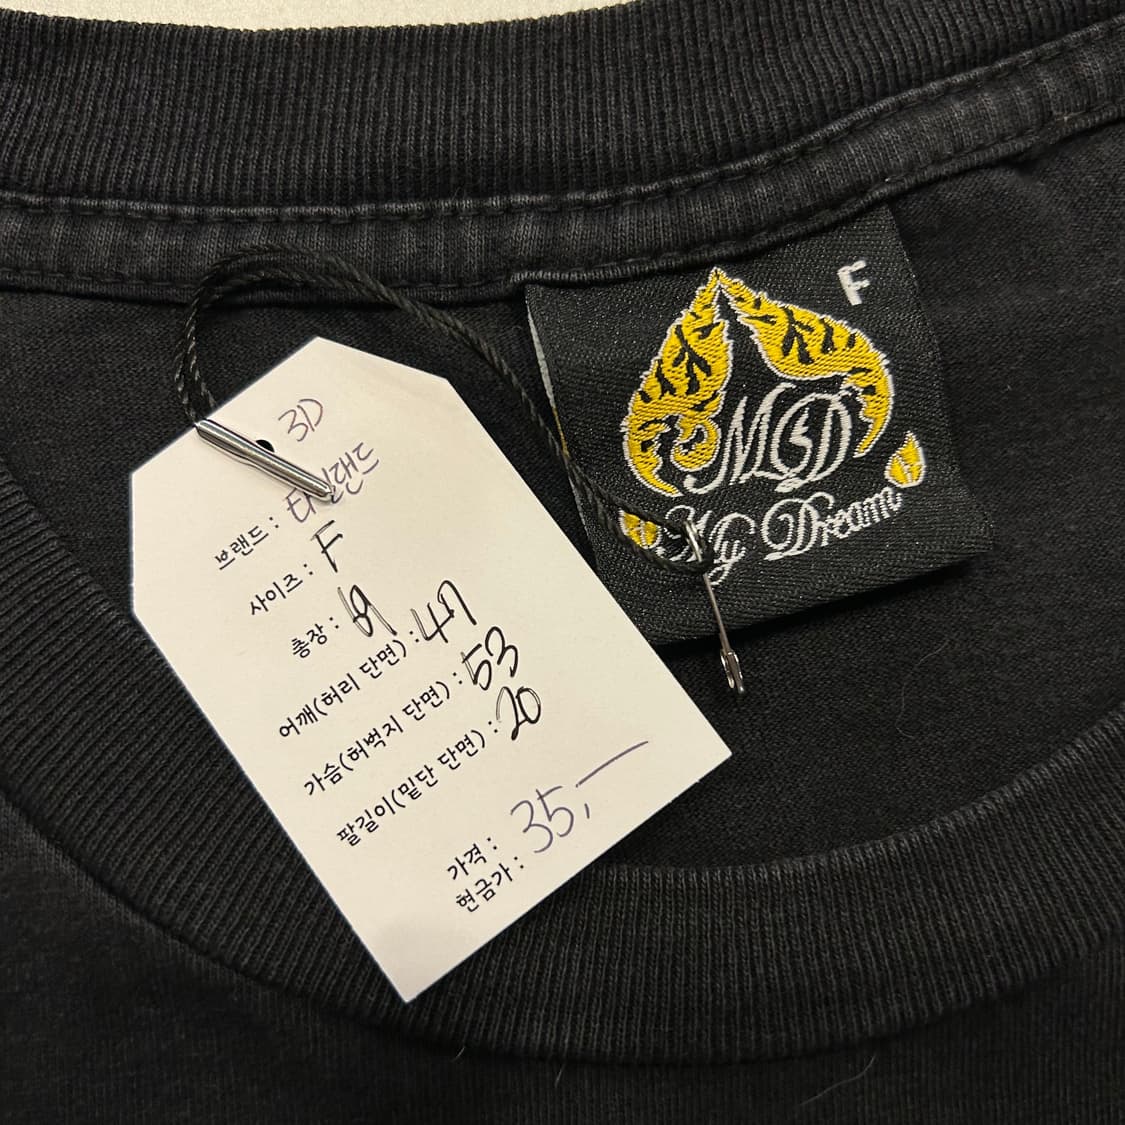 3D
브랜드 : 타일랜드
사이즈 : F
총장 : 69
어깨(허리 단면) : 47
가슴(허벅지 단면) : 53
팔길이(밑단 단면) : 20
가격 : 35,-
현금가 :
F
MD
My Dream